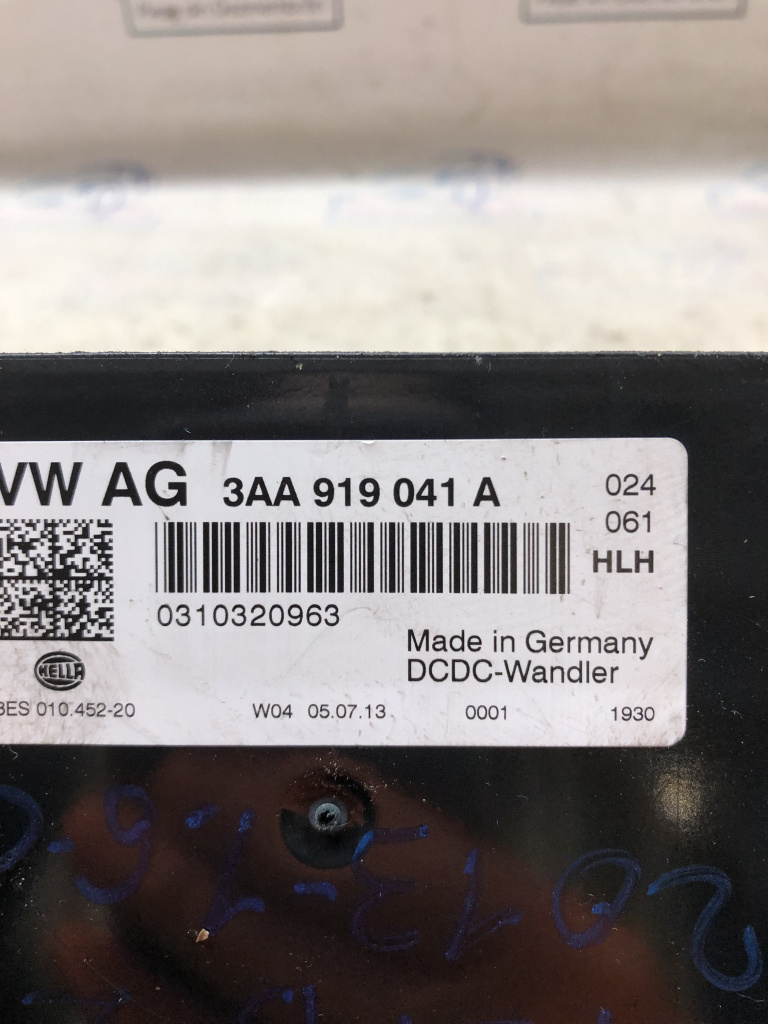 VW AG 3AA 919 041 A
024
061
HLH
0310320963
Made in Germany
DCDC-Wandler
HELLA
BES 010.452-20 W04 05.07.13 0001 1930